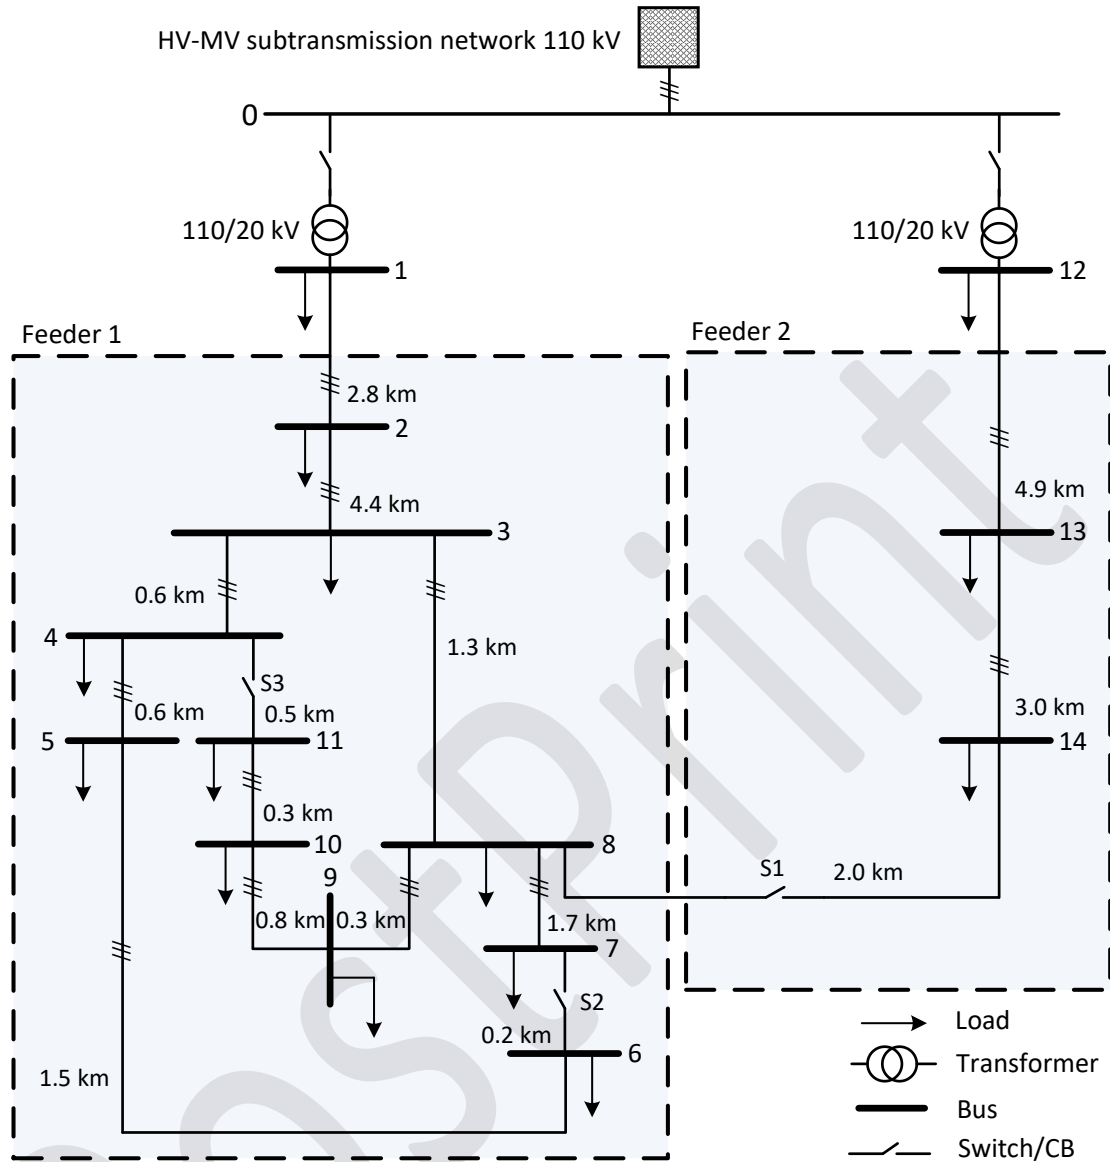 HV-MV subtransmission network 110 kV
0
110/20 kV
110/20 kV
1
12
Feeder 1
Feeder 2
2.8 km
2
4.4 km
4.9 km
3
13
0.6 km
4
1.3 km
S3
0.6 km
0.5 km
3.0 km
5
11
14
0.3 km
10
8
9
S1
2.0 km
0.8 km
0.3 km
1.7 km
7
S2
0.2 km
6
1.5 km
Load
Transformer
Bus
Switch/CB
PostPrint